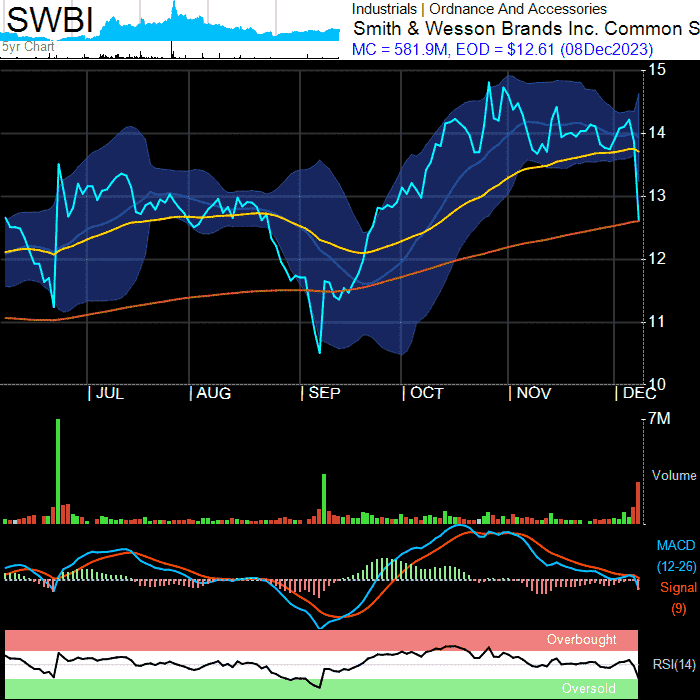 SWBI
5yr Chart
Industrials | Ordnance And Accessories
Smith & Wesson Brands Inc. Common S
MC = 581.9M, EOD = $12.61 (08Dec2023)
15
14
13
12
11
10
| JUL | AUG | SEP | OCT | NOV | DEC
7M
Volume
MACD
(12-26)
Signal
(9)
Overbought
RSI(14)
Oversold